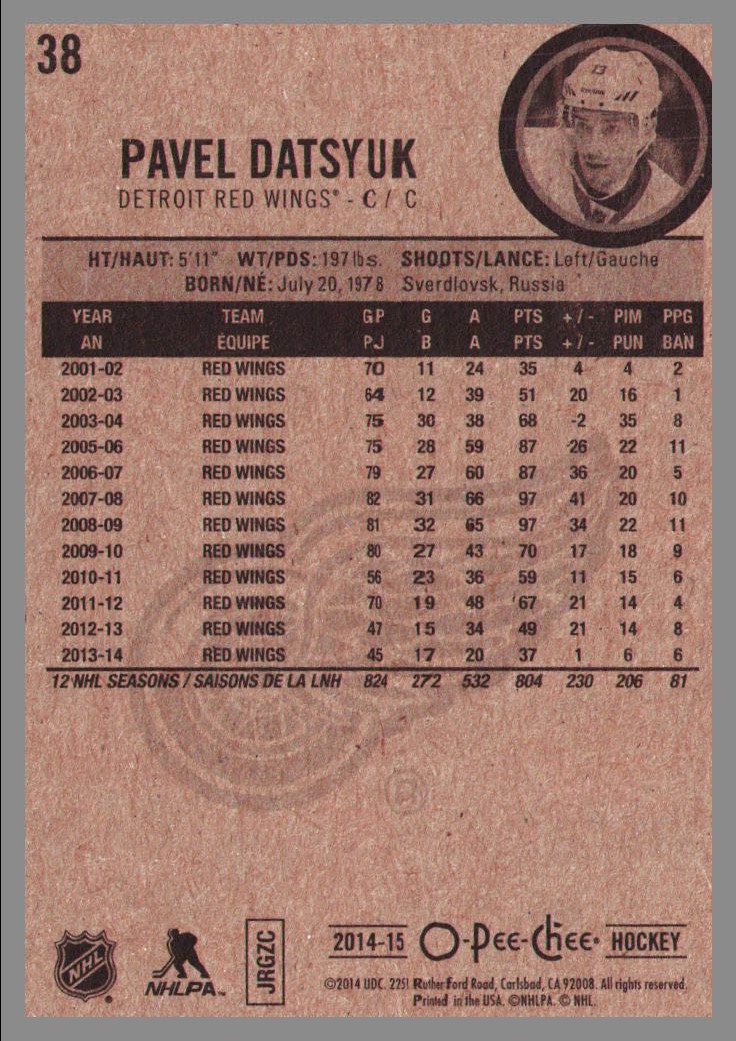 38
13
PAVEL DATSYUK
DETROIT RED WINGS® - C / C
HT/HAUT: 5'11" WT/PDS: 197 lbs. SHOOTS/LANCE: Left/Gauche
BORN/NÉ: July 20, 1978 Sverdlovsk, Russia
YEAR TEAM GP G A PTS +/- PIM PPG
AN ÉQUIPE PJ B A PTS +/- PUN BAN
2001-02 RED WINGS 70 11 24 35 4 4 2
2002-03 RED WINGS 64 12 39 51 20 16 1
2003-04 RED WINGS 75 30 38 68 -2 35 8
2005-06 RED WINGS 75 28 59 87 26 22 11
2006-07 RED WINGS 79 27 60 87 36 20 5
2007-08 RED WINGS 82 31 66 97 41 20 10
2008-09 RED WINGS 81 32 65 97 34 22 11
2009-10 RED WINGS 80 27 43 70 17 18 9
2010-11 RED WINGS 56 23 36 59 11 15 6
2011-12 RED WINGS 70 19 48 67 21 14 4
2012-13 RED WINGS 47 15 34 49 21 14 8
2013-14 RED WINGS 45 17 20 37 1 6 6
12 NHL SEASONS / SAISONS DE LA LNH 824 272 532 804 230 206 81
®
NHL ®
NHLPA™
JRGZC
2014-15 O-Pee-Chee® HOCKEY
©2014 UDC. 2251 Rutherford Road, Carlsbad, CA 92008. All rights reserved.
Printed in the USA. ©NHLPA. © NHL.